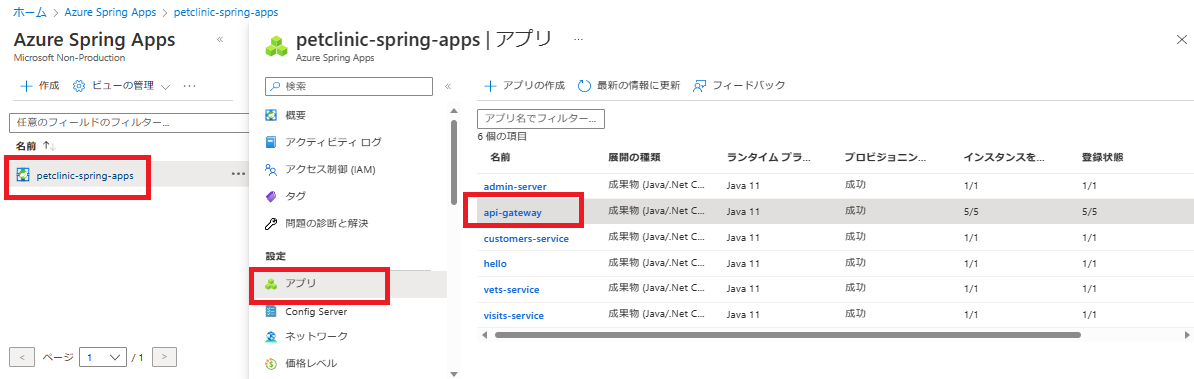 ホーム > Azure Spring Apps > petclinic-spring-apps
Azure Spring Apps «
Microsoft Non-Production
作成 ビューの管理 ···
任意のフィールドのフィルター...
名前 ↑↓
petclinic-spring-apps ···
< ページ 1 / 1 >
petclinic-spring-apps | アプリ ···
Azure Spring Apps
検索 «
概要
アクティビティ ログ
アクセス制御 (IAM)
タグ
問題の診断と解決
設定
アプリ
Config Server
ネットワーク
価格レベル
アプリの作成 最新の情報に更新 フィードバック
アプリ名でフィルター...
6 個の項目
名前 展開の種類 ランタイム プラ... プロビジョニン... インスタンスを... 登録状態
admin-server 成果物 (Java/.Net C... Java 11 成功 1/1 1/1
api-gateway 成果物 (Java/.Net C... Java 11 成功 5/5 5/5
customers-service 成果物 (Java/.Net C... Java 11 成功 1/1 1/1
hello 成果物 (Java/.Net C... Java 11 成功 1/1 1/1
vets-service 成果物 (Java/.Net C... Java 11 成功 1/1 1/1
visits-service 成果物 (Java/.Net C... Java 11 成功 1/1 1/1